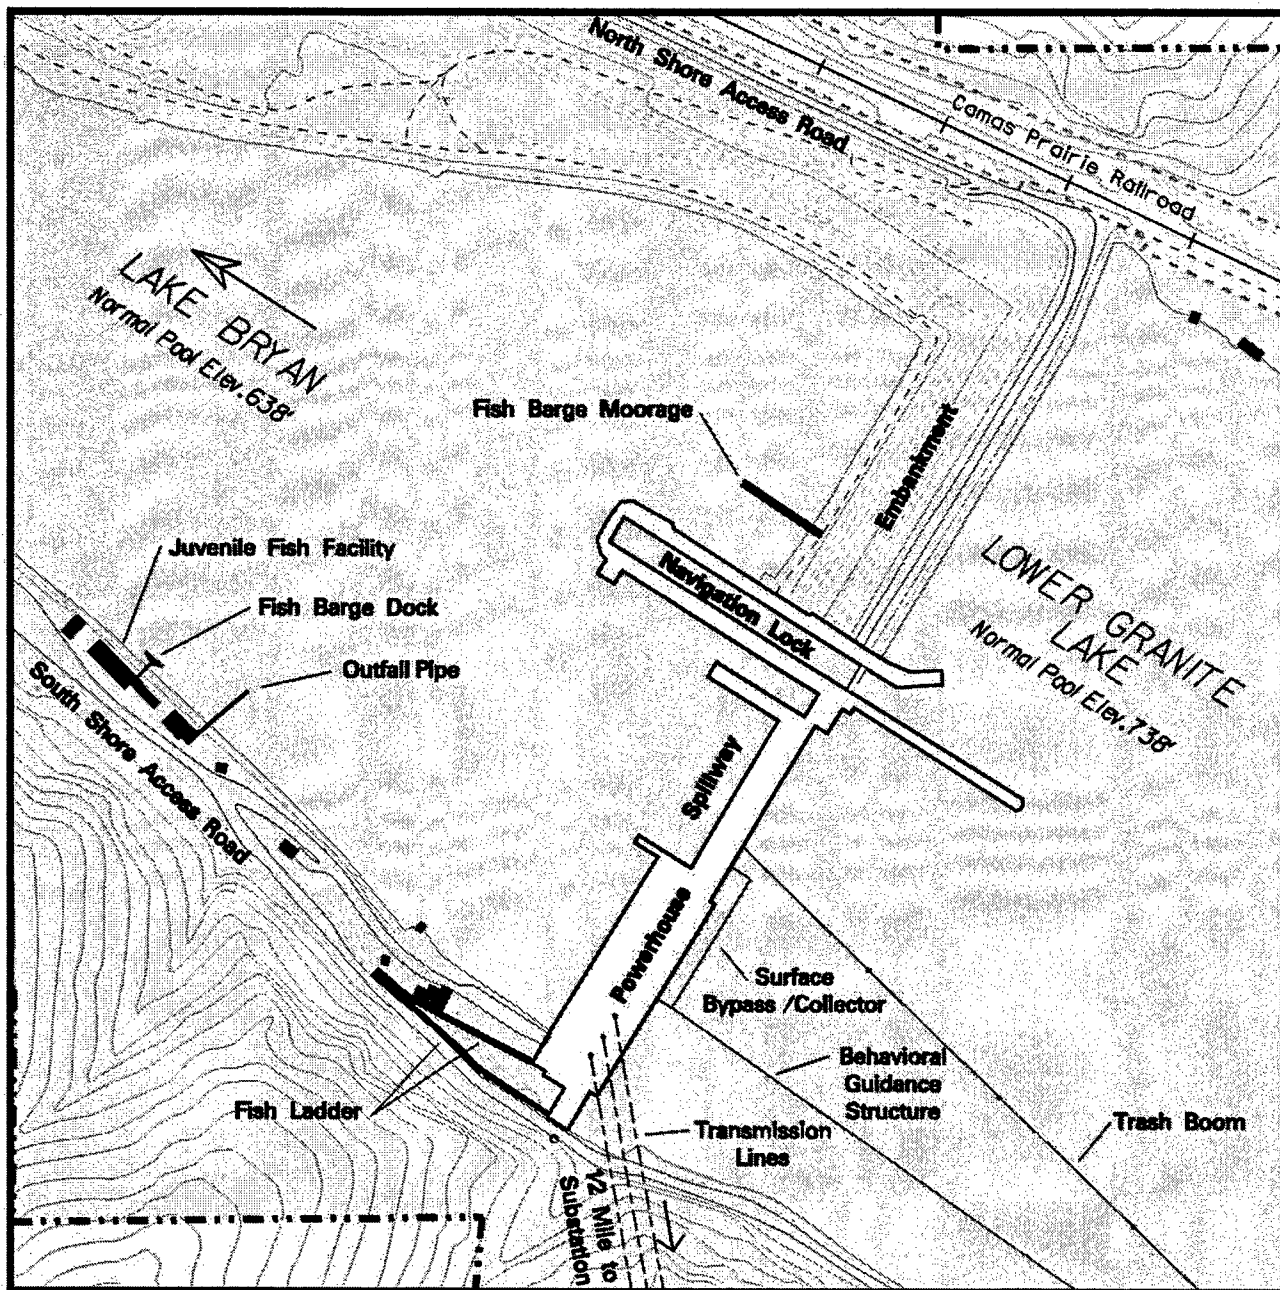 North Shore Access Road
Camas Prairie Railroad
LAKE BRYAN
Normal Pool Elev.638'
Fish Barge Moorage
Embankment
Juvenile Fish Facility
Navigation Lock
LOWER GRANITE
LAKE
Normal Pool Elev.738'
Fish Barge Dock
Outfall Pipe
South Shore Access Road
Spillway
Powerhouse
Surface
Bypass /Collector
Behavioral
Guidance
Structure
Fish Ladder
Trash Boom
Transmission
Lines
1/2 Mile to
Substation